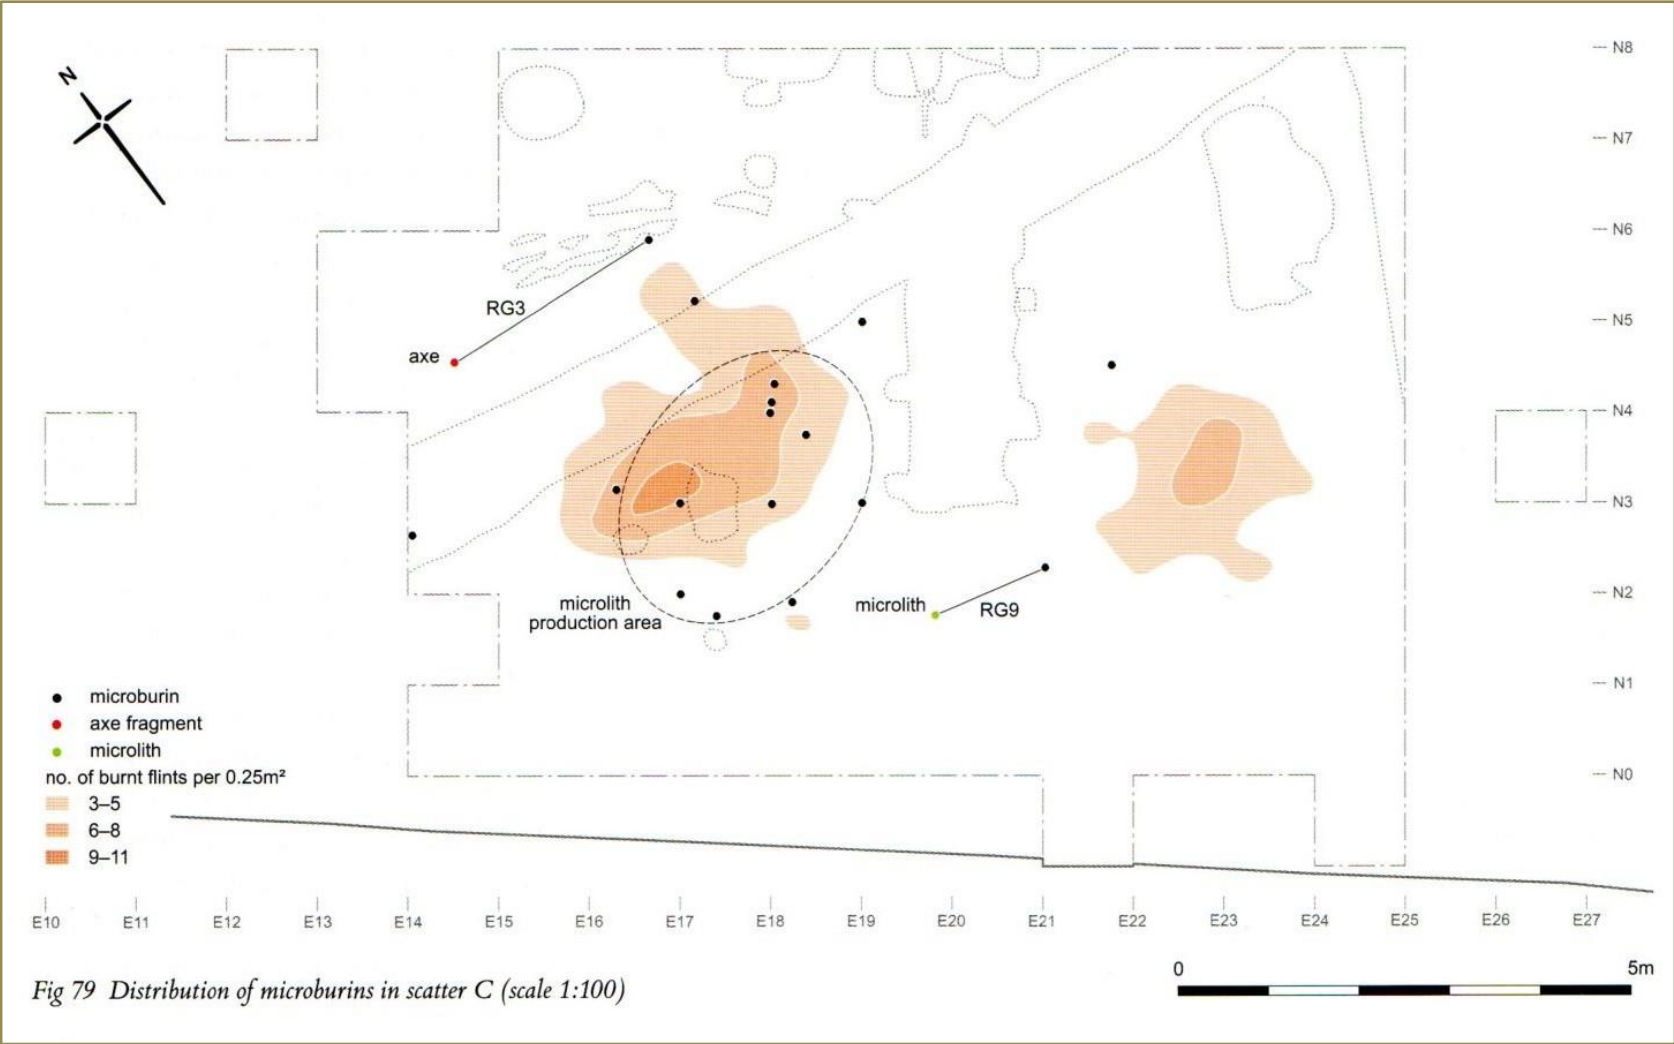 N
N8
N7
N6
N5
N4
N3
N2
N1
N0
RG3
axe
microlith
production area
microlith
RG9
microburin
axe fragment
microlith
no. of burnt flints per 0.25m²
3–5
6–8
9–11
E10 E11 E12 E13 E14 E15 E16 E17 E18 E19 E20 E21 E22 E23 E24 E25 E26 E27
0 5m
Fig 79 Distribution of microburins in scatter C (scale 1:100)